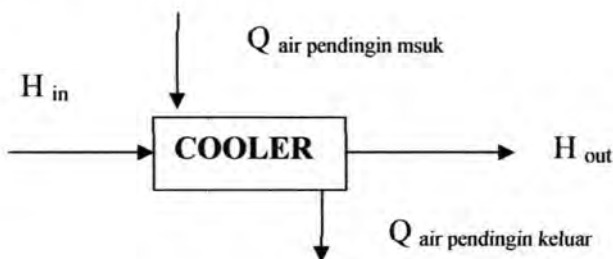 Q air pendingin msuk
H in
COOLER
H out
Q air pendingin keluar